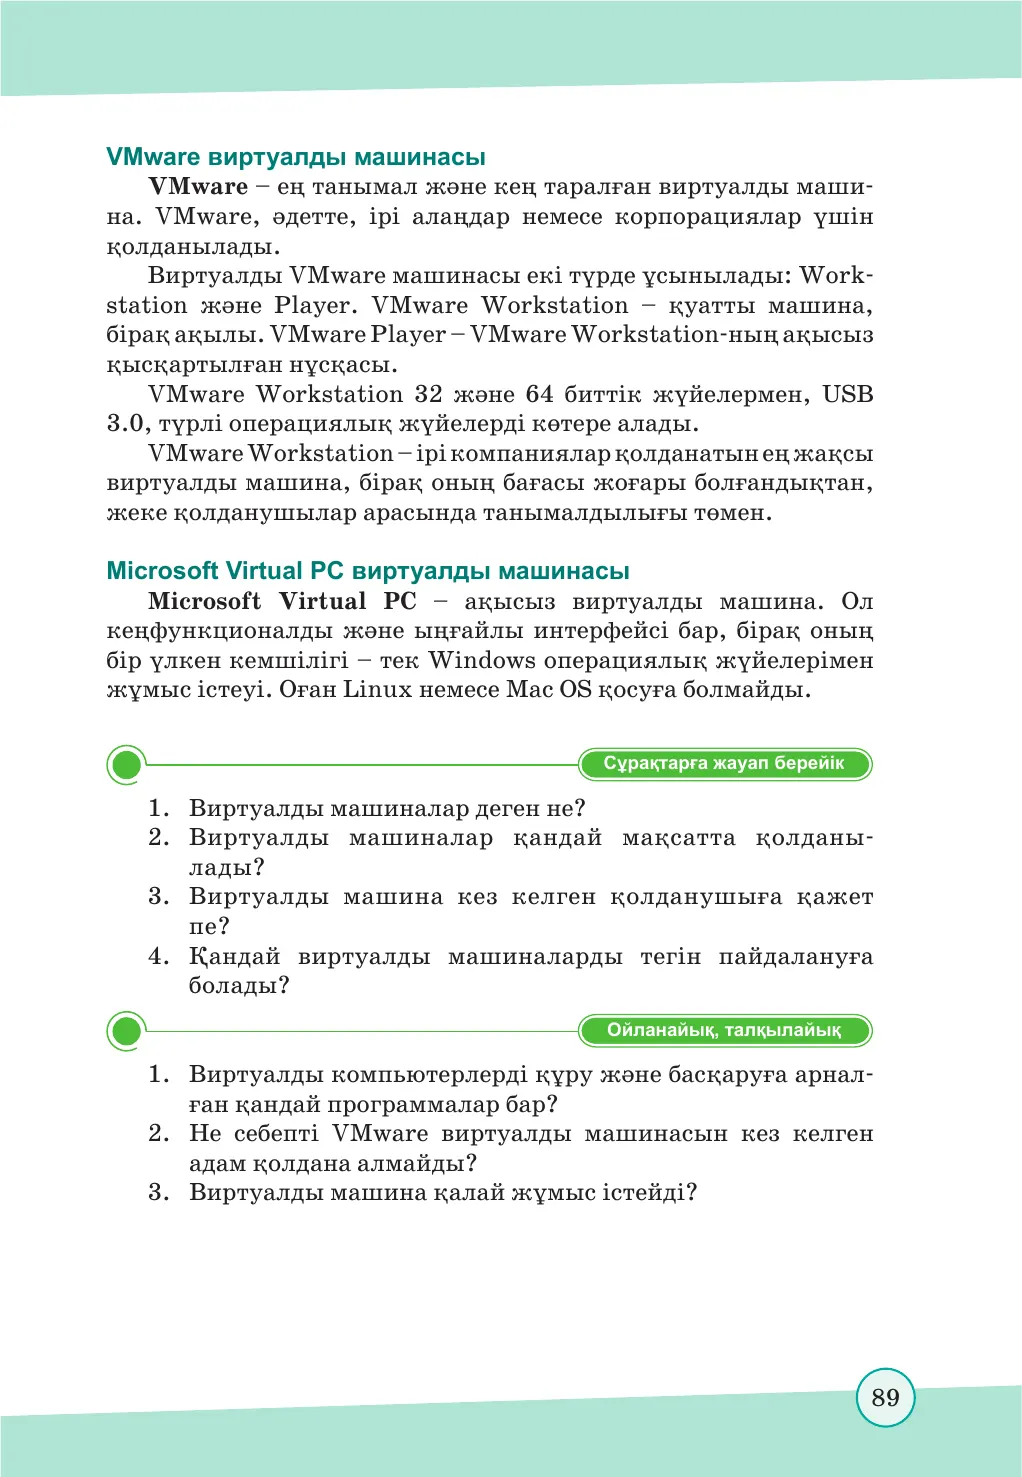 VMware виртуалды машинасы
VMware – ең танымал және кең таралған виртуалды маши-
на. VMware, әдетте, ірі алаңдар немесе корпорациялар үшін
қолданылады.
Виртуалды VMware машинасы екі түрде ұсынылады: Work-
station және Player. VMware Workstation – қуатты машина,
бірақ ақылы. VMware Player – VMware Workstation-ның ақысыз
қысқартылған нұсқасы.
VMware Workstation 32 және 64 биттік жүйелермен, USB
3.0, түрлі операциялық жүйелерді көтере алады.
VMware Workstation – ірі компаниялар қолданатын ең жақсы
виртуалды машина, бірақ оның бағасы жоғары болғандықтан,
жеке қолданушылар арасында танымалдылығы төмен.
Microsoft Virtual PC виртуалды машинасы
Microsoft Virtual PC – ақысыз виртуалды машина. Ол
кеңфункционалды және ыңғайлы интерфейсі бар, бірақ оның
бір үлкен кемшілігі – тек Windows операциялық жүйелерімен
жұмыс істеуі. Оған Linux немесе Mac OS қосуға болмайды.
Сұрақтарға жауап берейік
1. Виртуалды машиналар деген не?
2. Виртуалды машиналар қандай мақсатта қолданы-
лады?
3. Виртуалды машина кез келген қолданушыға қажет
пе?
4. Қандай виртуалды машиналарды тегін пайдалануға
болады?
Ойланайық, талқылайық
1. Виртуалды компьютерлерді құру және басқаруға арнал-
ған қандай программалар бар?
2. Не себепті VMware виртуалды машинасын кез келген
адам қолдана алмайды?
3. Виртуалды машина қалай жұмыс істейді?
89